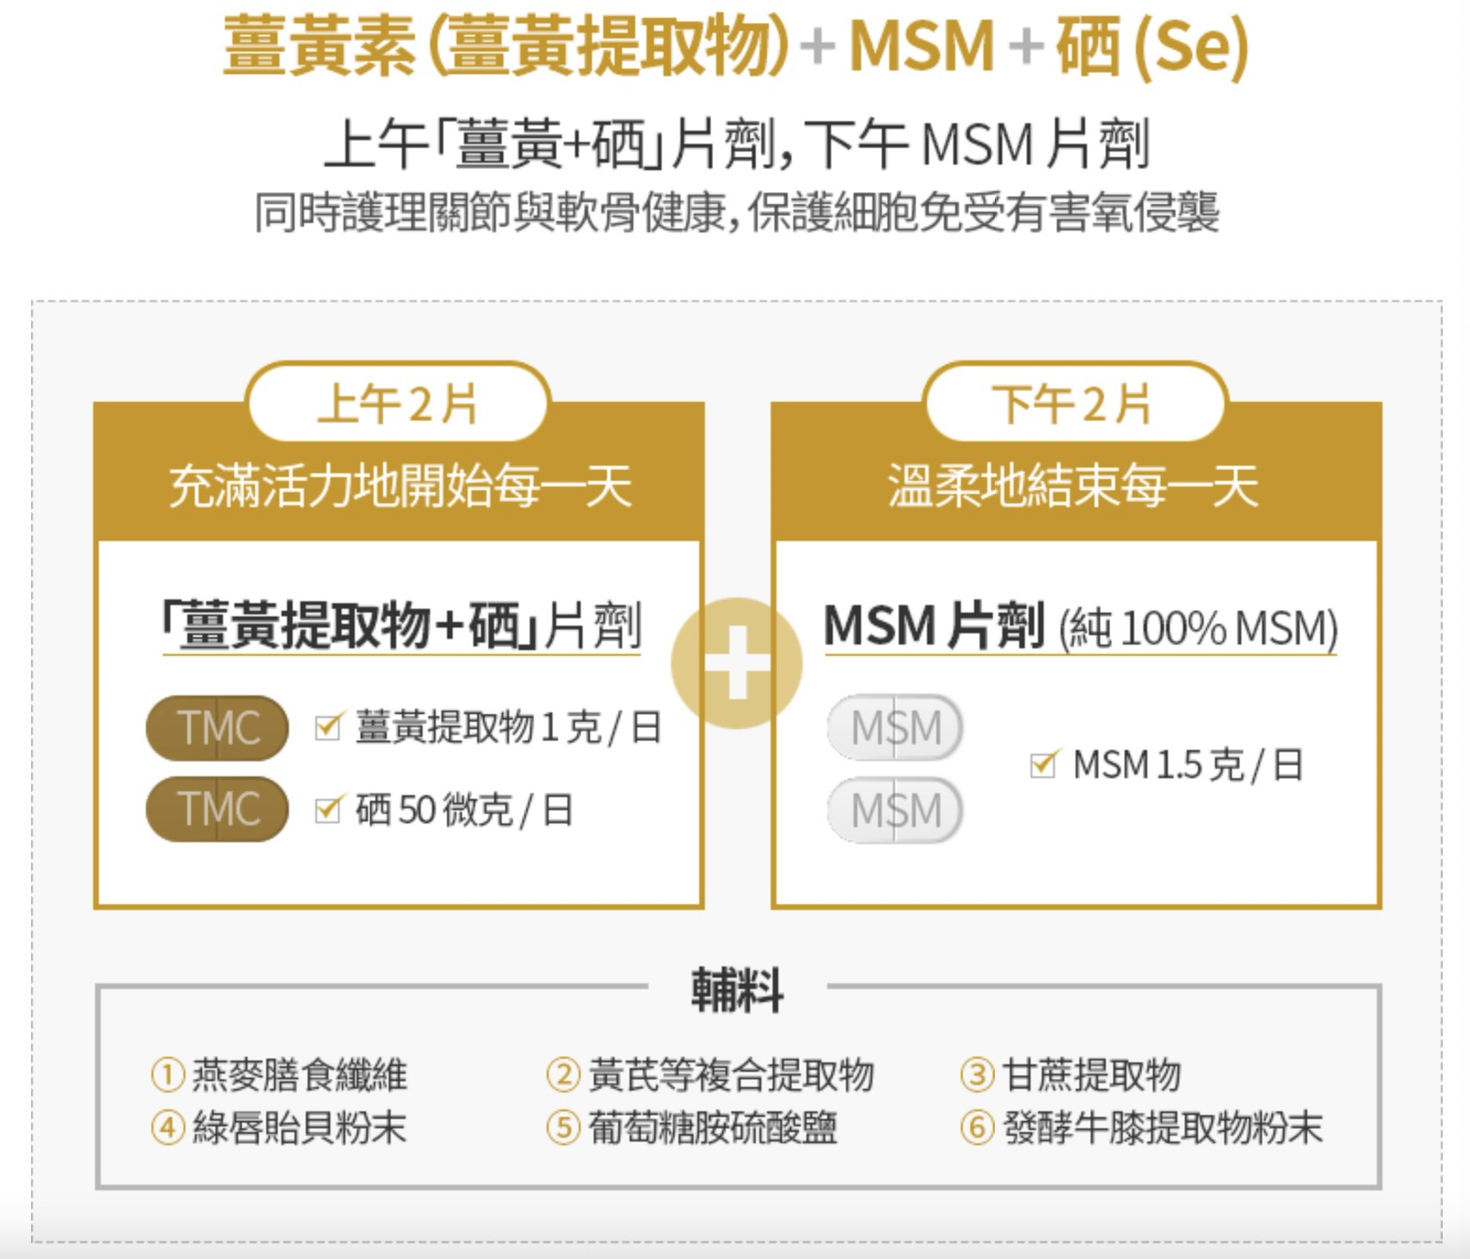 薑黃素(薑黃提取物)+MSM+硒(Se)
上午「薑黃+硒」片劑,下午 MSM 片劑
同時護理關節與軟骨健康,保護細胞免受有害氧侵襲
上午 2 片
充滿活力地開始每一天
「薑黃提取物+硒」片劑
TMC
薑黃提取物 1 克 / 日
TMC
硒 50 微克 / 日
+
下午 2 片
溫柔地結束每一天
MSM 片劑 (純 100% MSM)
MSM
MSM
MSM 1.5 克 / 日
輔料
① 燕麥膳食纖維 ② 黃芪等複合提取物 ③ 甘蔗提取物
④ 綠唇貽貝粉末 ⑤ 葡萄糖胺硫酸鹽 ⑥ 發酵牛膝提取物粉末